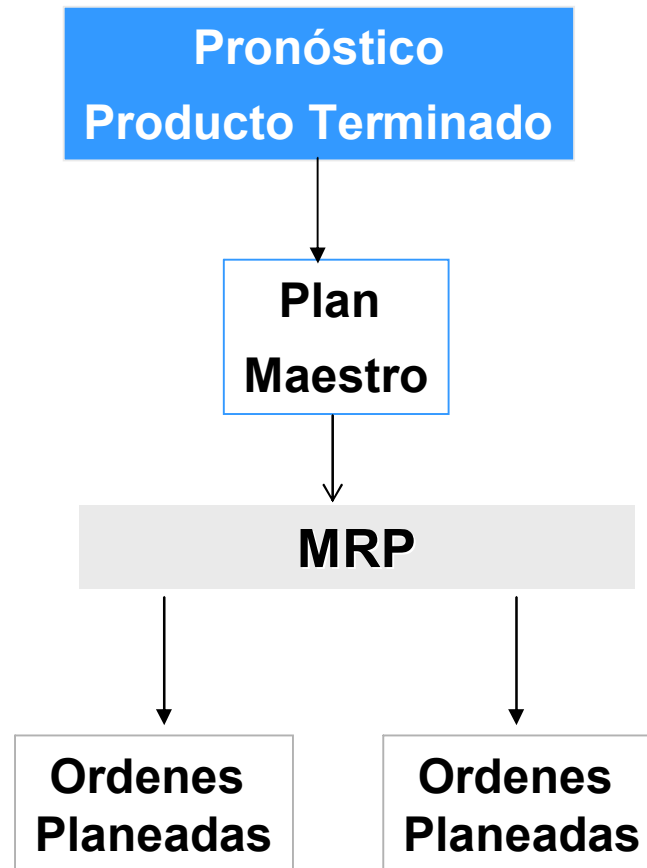 Pronóstico
Producto Terminado
Plan
Maestro
MRP
Ordenes
Planeadas
Ordenes
Planeadas